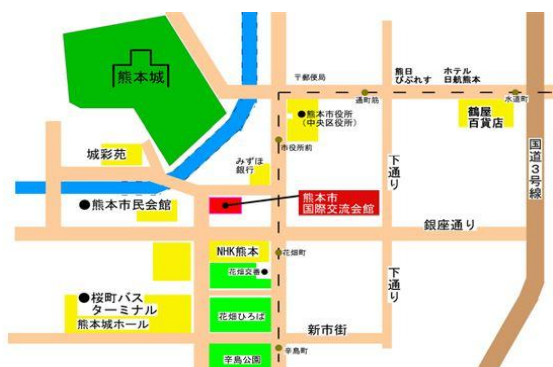 熊本城
〒郵便局
熊日
びぷれす
ホテル
日航熊本
通町筋
水道町
●熊本市役所
(中央区役所)
鶴屋
百貨店
市役所前
城彩苑
みずほ
銀行
下通り
国道3号線
●熊本市民会館
熊本市
国際交流会館
銀座通り
NHK熊本
花畑町
花畑交番●
下通り
●桜町バス
ターミナル
熊本城ホール
花畑ひろば
新市街
辛島町
辛島公園